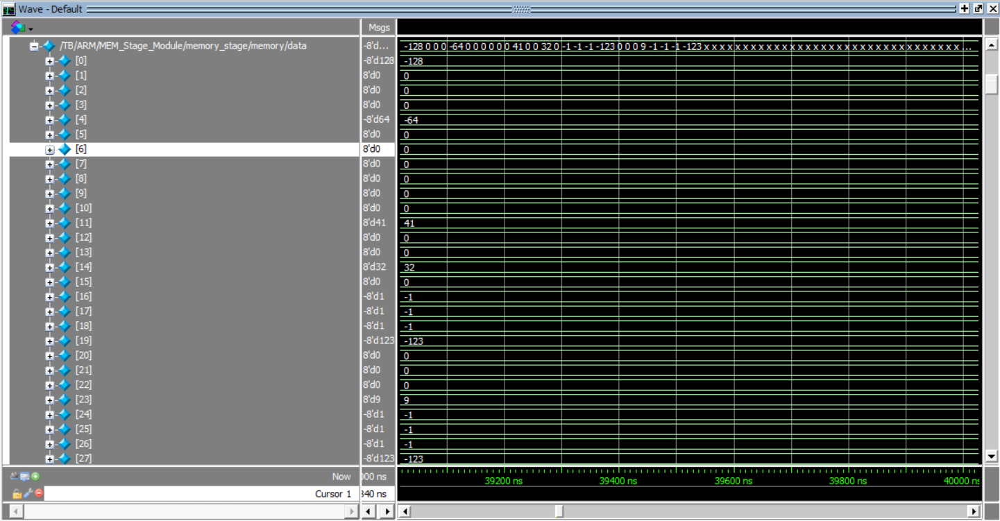 Wave - Default
Msgs
/TB/ARM/MEM_Stage_Module/memory_stage/memory/data -8'd... -128 0 0 0 -64 0 0 0 0 0 0 41 0 0 32 0 -1 -1 -1 -123 0 0 0 9 -1 -1 -1 -123 x x x x x x x x x x x x x x x x x x x x x x x x x x x x x x x x x x x ...
[0] -8'd128 -128
[1] 8'd0 0
[2] 8'd0 0
[3] 8'd0 0
[4] -8'd64 -64
[5] 8'd0 0
[6] 8'd0 0
[7] 8'd0 0
[8] 8'd0 0
[9] 8'd0 0
[10] 8'd0 0
[11] 8'd41 41
[12] 8'd0 0
[13] 8'd0 0
[14] 8'd32 32
[15] 8'd0 0
[16] -8'd1 -1
[17] -8'd1 -1
[18] -8'd1 -1
[19] -8'd123 -123
[20] 8'd0 0
[21] 8'd0 0
[22] 8'd0 0
[23] 8'd9 9
[24] -8'd1 -1
[25] -8'd1 -1
[26] -8'd1 -1
[27] -8'd123 -123
Now 000 ns 39200 ns 39400 ns 39600 ns 39800 ns 40000 ns
Cursor 1 340 ns